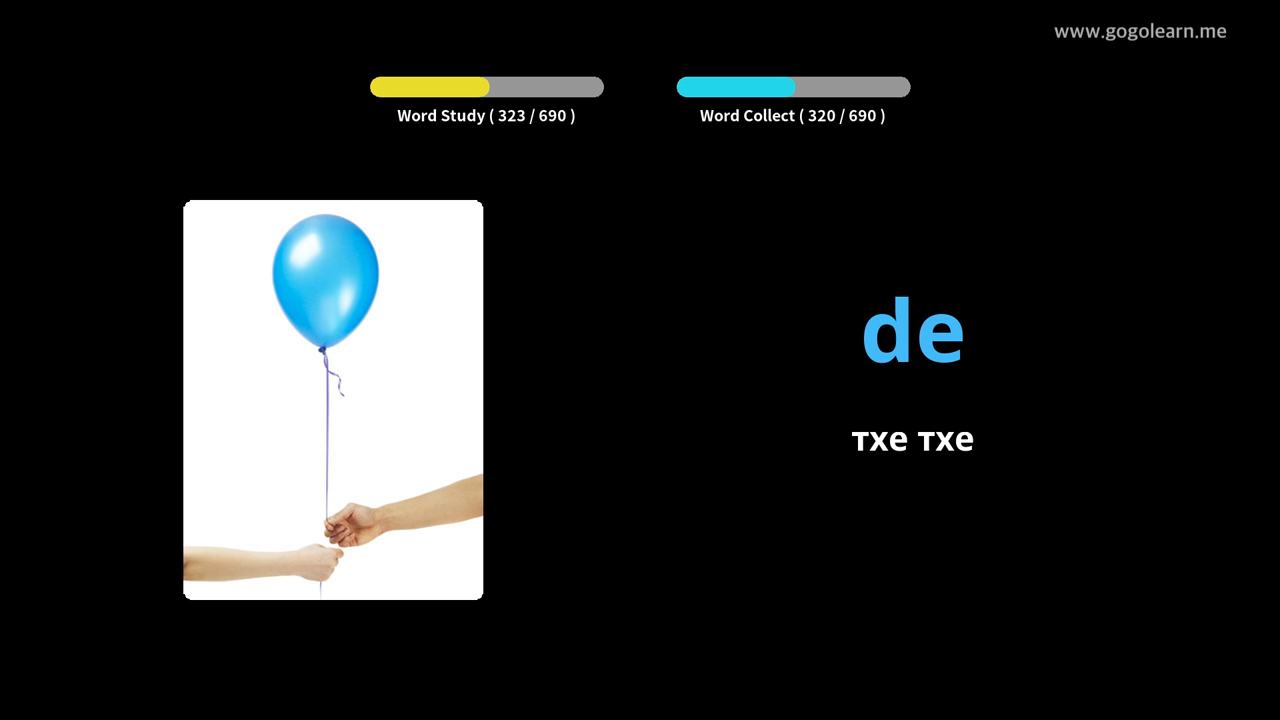 www.gogolearn.me
Word Study ( 323 / 690 )
Word Collect ( 320 / 690 )
de
тхе тхе